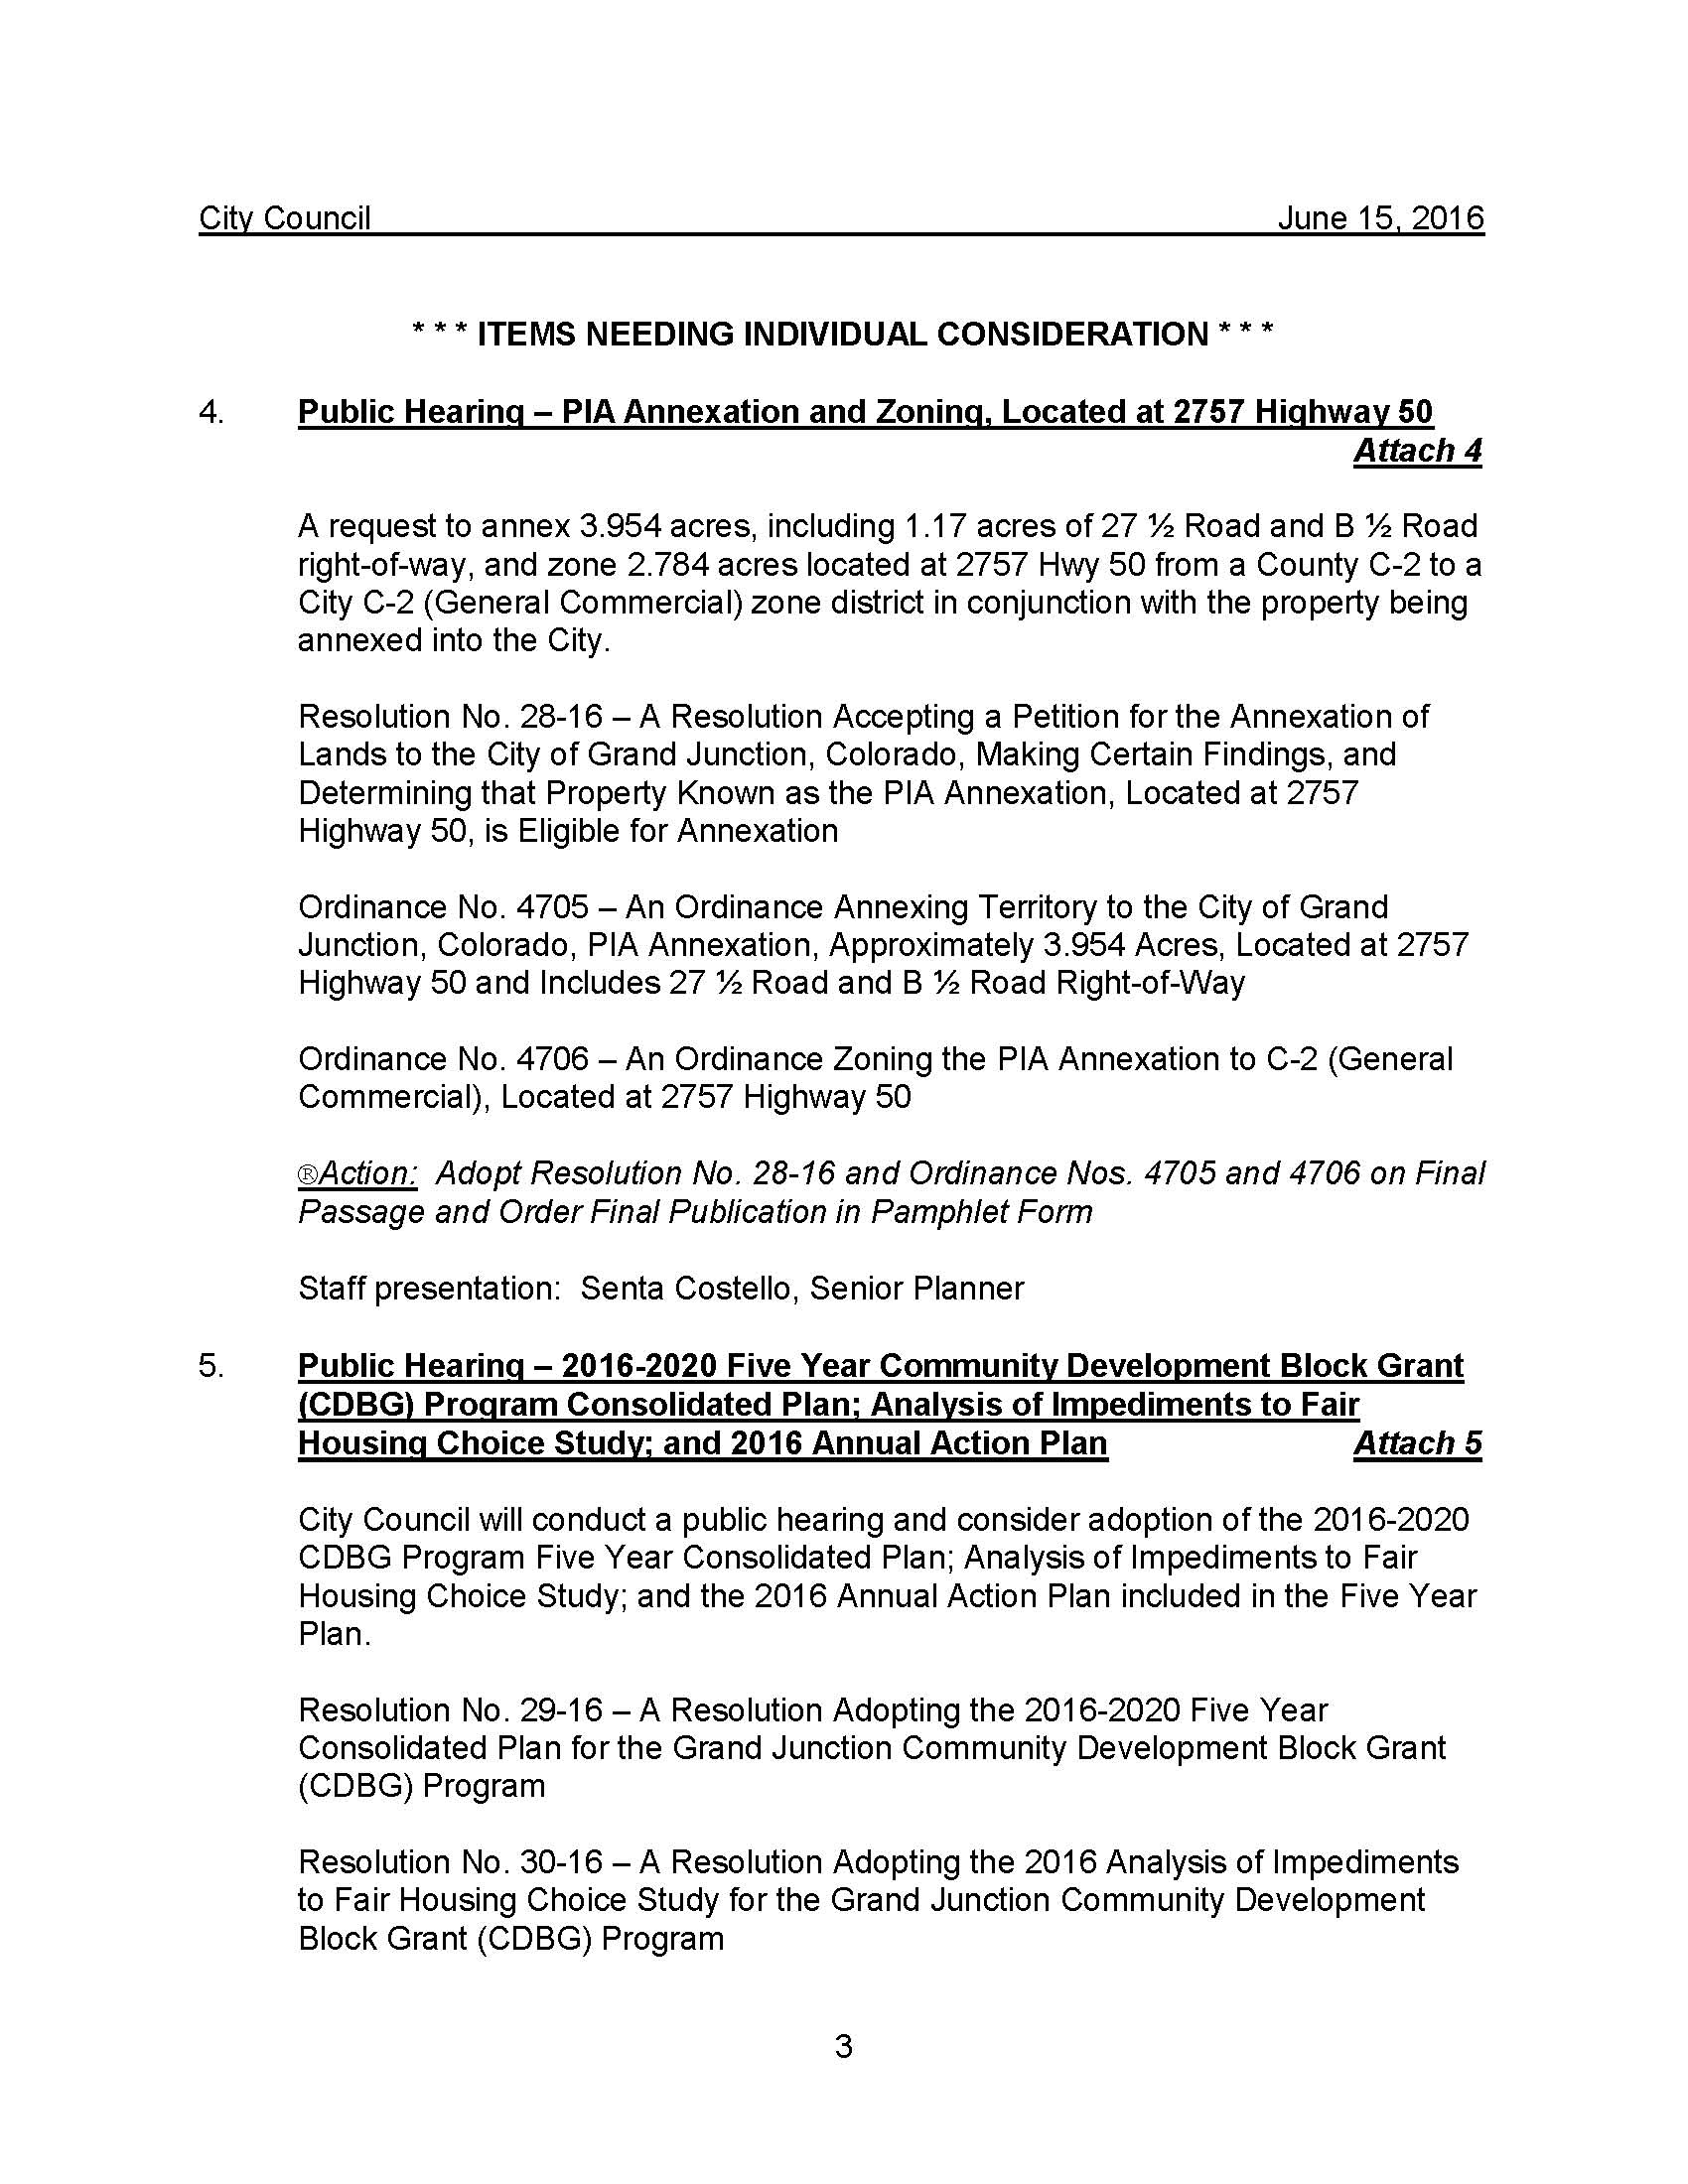 City Council June 15, 2016
* * * ITEMS NEEDING INDIVIDUAL CONSIDERATION * * *
4. Public Hearing – PIA Annexation and Zoning, Located at 2757 Highway 50
Attach 4
A request to annex 3.954 acres, including 1.17 acres of 27 ½ Road and B ½ Road
right-of-way, and zone 2.784 acres located at 2757 Hwy 50 from a County C-2 to a
City C-2 (General Commercial) zone district in conjunction with the property being
annexed into the City.
Resolution No. 28-16 – A Resolution Accepting a Petition for the Annexation of
Lands to the City of Grand Junction, Colorado, Making Certain Findings, and
Determining that Property Known as the PIA Annexation, Located at 2757
Highway 50, is Eligible for Annexation
Ordinance No. 4705 – An Ordinance Annexing Territory to the City of Grand
Junction, Colorado, PIA Annexation, Approximately 3.954 Acres, Located at 2757
Highway 50 and Includes 27 ½ Road and B ½ Road Right-of-Way
Ordinance No. 4706 – An Ordinance Zoning the PIA Annexation to C-2 (General
Commercial), Located at 2757 Highway 50
®Action: Adopt Resolution No. 28-16 and Ordinance Nos. 4705 and 4706 on Final
Passage and Order Final Publication in Pamphlet Form
Staff presentation: Senta Costello, Senior Planner
5. Public Hearing – 2016-2020 Five Year Community Development Block Grant
(CDBG) Program Consolidated Plan; Analysis of Impediments to Fair
Housing Choice Study; and 2016 Annual Action Plan Attach 5
City Council will conduct a public hearing and consider adoption of the 2016-2020
CDBG Program Five Year Consolidated Plan; Analysis of Impediments to Fair
Housing Choice Study; and the 2016 Annual Action Plan included in the Five Year
Plan.
Resolution No. 29-16 – A Resolution Adopting the 2016-2020 Five Year
Consolidated Plan for the Grand Junction Community Development Block Grant
(CDBG) Program
Resolution No. 30-16 – A Resolution Adopting the 2016 Analysis of Impediments
to Fair Housing Choice Study for the Grand Junction Community Development
Block Grant (CDBG) Program
3